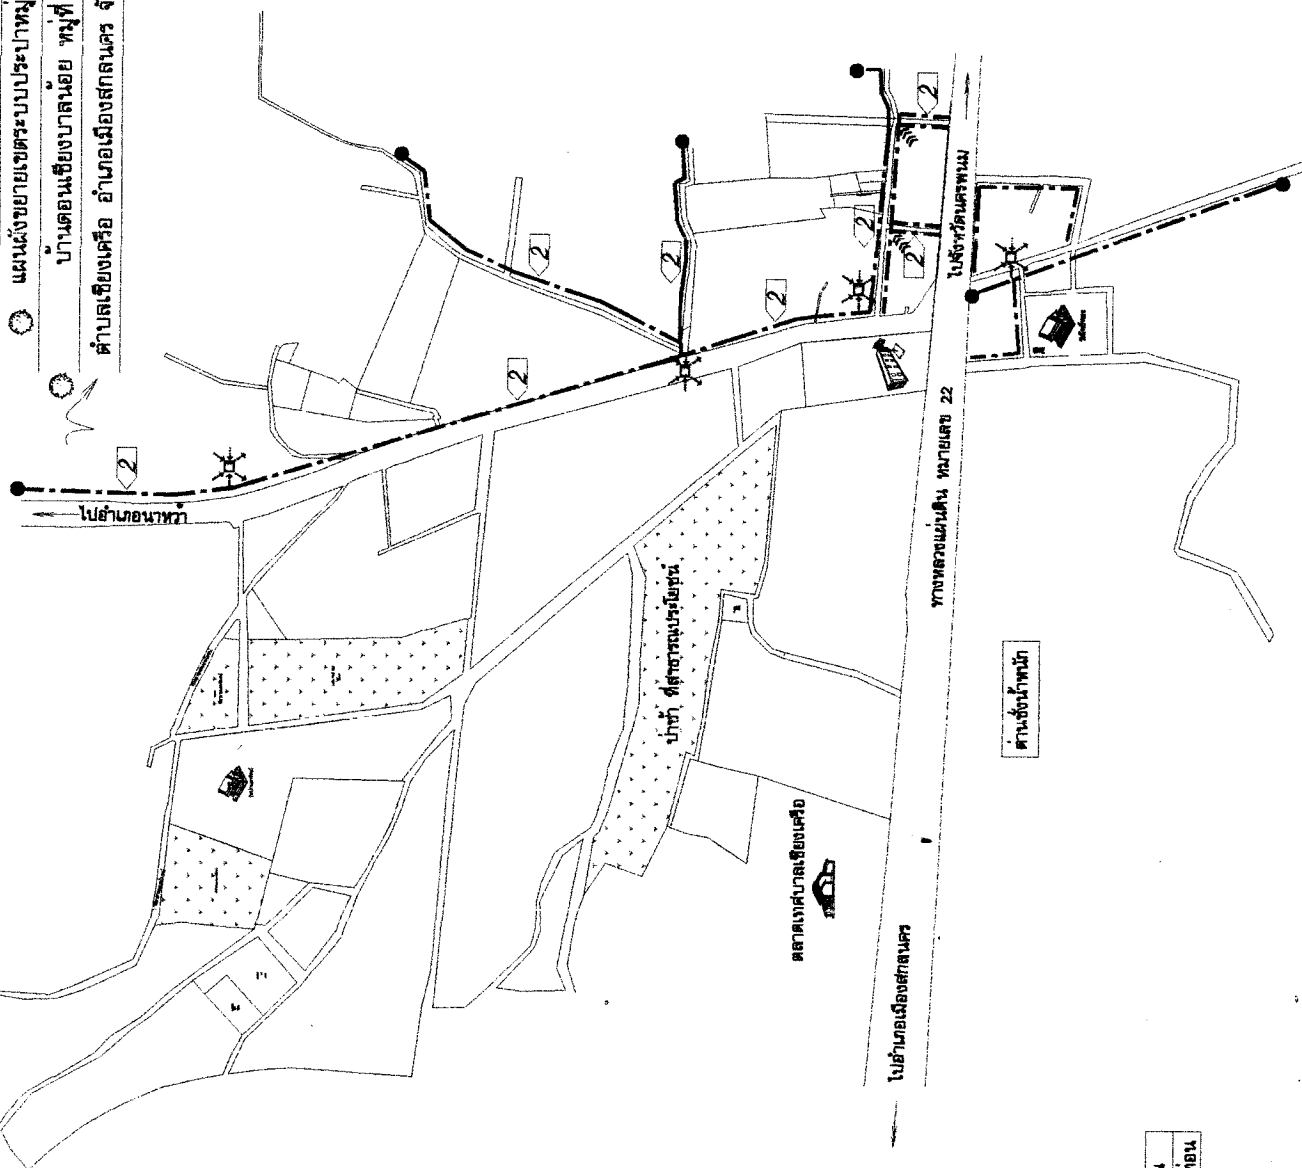 แผนผังขยายเขตระบบประปาหมู่
บ้านดอนเชียงบาลน้อย หมู่ที่
ตำบลเชียงเครือ อำเภอเมืองสกลนคร จั
2
ไปอำเภอนาหว้า
2
2
2
2
2
2
2
ไปจังหวัดนครพนม
ทางหลวงแผ่นดิน หมายเลข 22
ป่าช้า ที่สาธารณประโยชน์
ด่านชั่งน้ำหนัก
ตลาดเทศบาลเชียงเครือ
ไปอำเภอเมืองสกลนคร